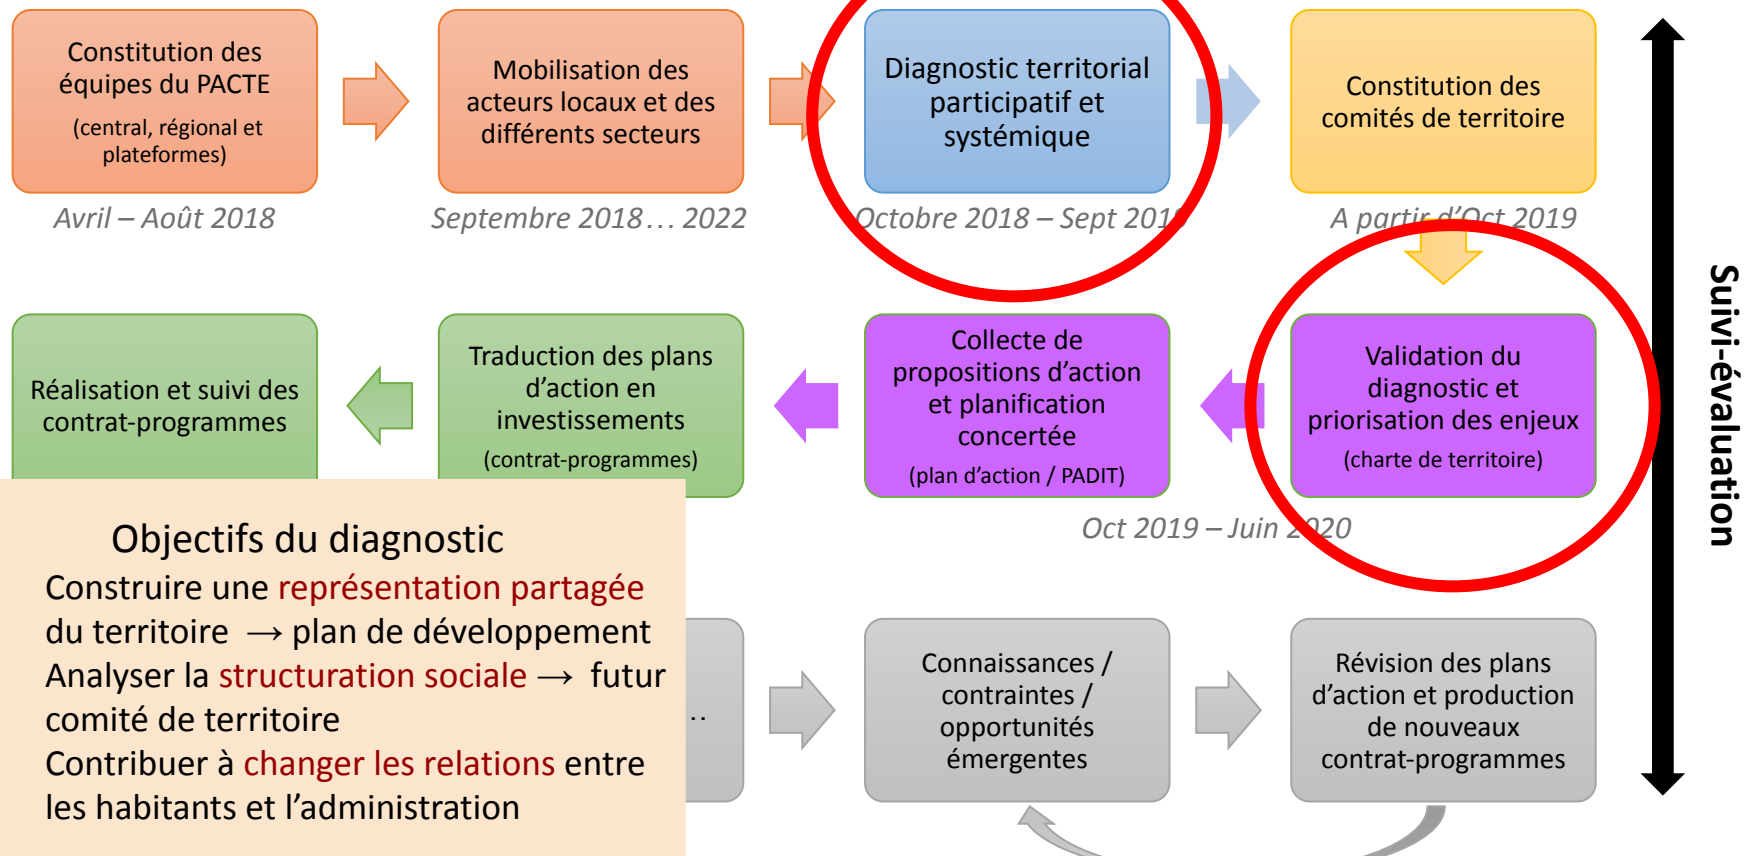 Constitution des
équipes du PACTE
(central, régional et
plateformes)
Mobilisation des
acteurs locaux et des
différents secteurs
Diagnostic territorial
participatif et
systémique
Constitution des
comités de territoire
Avril – Août 2018
Septembre 2018… 2022
Octobre 2018 – Sept 2019
A partir d’Oct 2019
Réalisation et suivi des
contrat-programmes
Traduction des plans
d’action en
investissements
(contrat-programmes)
Collecte de
propositions d’action
et planification
concertée
(plan d’action / PADIT)
Validation du
diagnostic et
priorisation des enjeux
(charte de territoire)
Oct 2019 – Juin 2020
Suivi-évaluation
Objectifs du diagnostic
Construire une représentation partagée
du territoire → plan de développement
Analyser la structuration sociale → futur
comité de territoire
Contribuer à changer les relations entre
les habitants et l’administration
..
Connaissances /
contraintes /
opportunités
émergentes
Révision des plans
d’action et production
de nouveaux
contrat-programmes